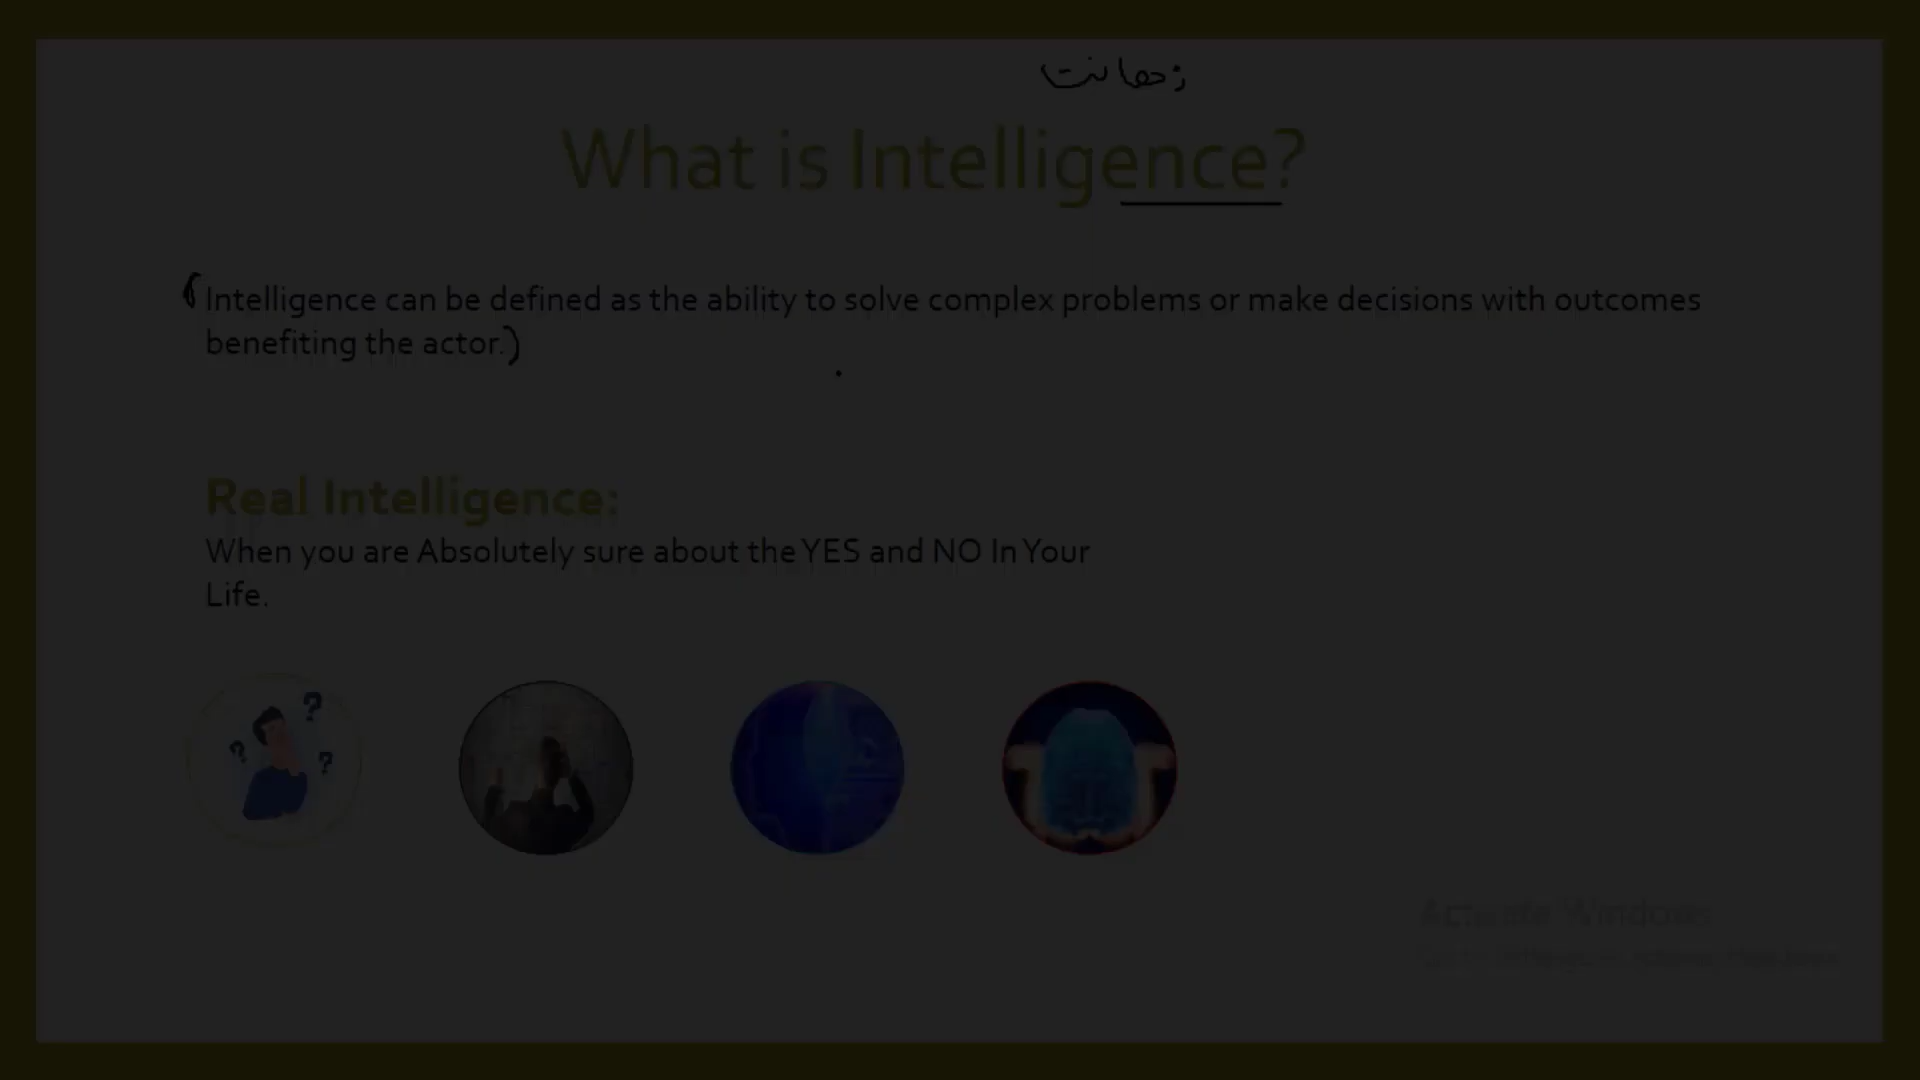 ذھانت
What is Intelligence?
(Intelligence can be defined as the ability to solve complex problems or make decisions with outcomes
benefiting the actor.)
Real Intelligence:
When you are Absolutely sure about the YES and NO In Your
Life.
? ? ?
Activate Windows